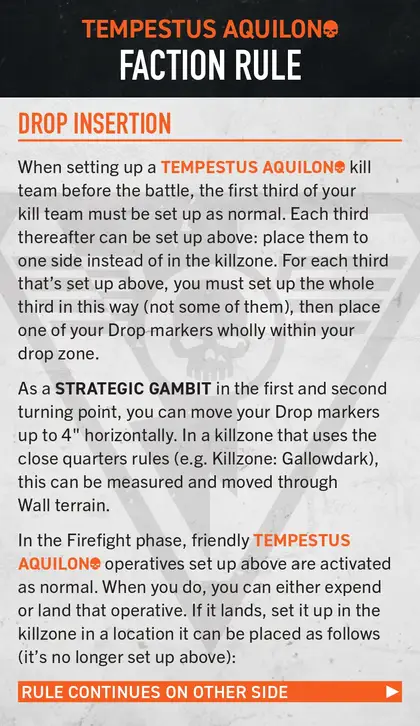 TEMPESTUS AQUILON
FACTION RULE
DROP INSERTION
When setting up a TEMPESTUS AQUILON kill
team before the battle, the first third of your
kill team must be set up as normal. Each third
thereafter can be set up above: place them to
one side instead of in the killzone. For each third
that's set up above, you must set up the whole
third in this way (not some of them), then place
one of your Drop markers wholly within your
drop zone.
As a STRATEGIC GAMBIT in the first and second
turning point, you can move your Drop markers
up to 4" horizontally. In a killzone that uses the
close quarters rules (e.g. Killzone: Gallowdark),
this can be measured and moved through
Wall terrain.
In the Firefight phase, friendly TEMPESTUS
AQUILON operatives set up above are activated
as normal. When you do, you can either expend
or land that operative. If it lands, set it up in the
killzone in a location it can be placed as follows
(it's no longer set up above):
RULE CONTINUES ON OTHER SIDE